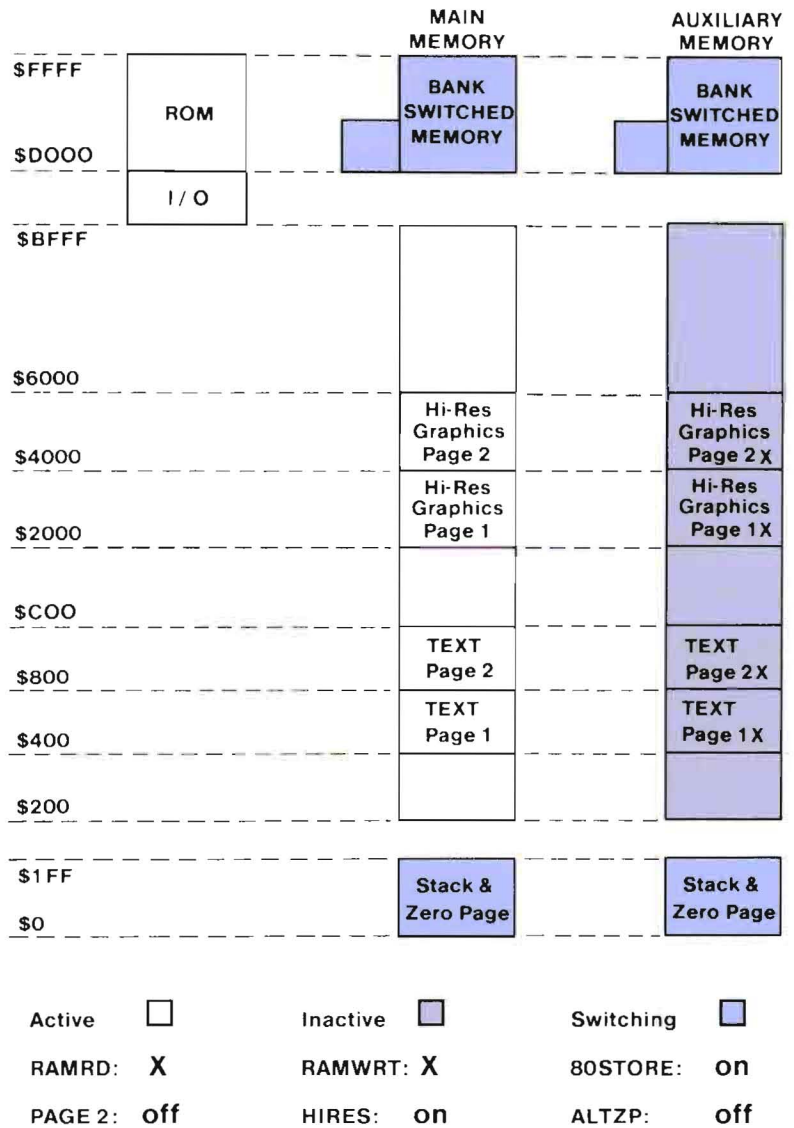 MAIN
MEMORY
AUXILIARY
MEMORY
$FFFF
ROM
BANK
SWITCHED
MEMORY
BANK
SWITCHED
MEMORY
$D000
I/O
$BFFF
$6000
Hi-Res
Graphics
Page 2
Hi-Res
Graphics
Page 2X
$4000
Hi-Res
Graphics
Page 1
Hi-Res
Graphics
Page 1X
$2000
$C00
TEXT
Page 2
TEXT
Page 2X
$800
TEXT
Page 1
TEXT
Page 1X
$400
$200
$1FF
Stack &
Zero Page
Stack &
Zero Page
$0
Active Inactive Switching
RAMRD: X RAMWRT: X 80STORE: on
PAGE 2: off HIRES: on ALTZP: off